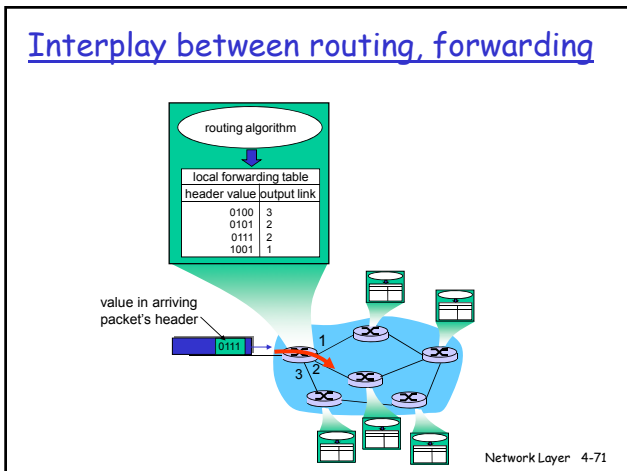 Interplay between routing, forwarding
routing algorithm
local forwarding table
header value output link
0100 3
0101 2
0111 2
1001 1
value in arriving
packet's header
0111
1
2
3
Network Layer 4-71